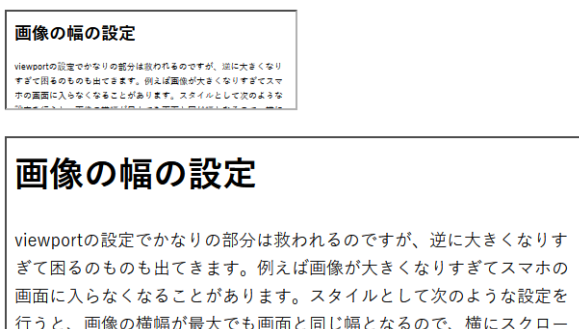 画像の幅の設定
viewportの設定でかなりの部分は救われるのですが、逆に大きくなり
すぎて困るのものも出てきます。例えば画像が大きくなりすぎてスマ
ホの画面に入らなくなることがあります。スタイルとして次のような
画像の幅の設定
viewportの設定でかなりの部分は救われるのですが、逆に大きくなりす
ぎて困るのものも出てきます。例えば画像が大きくなりすぎてスマホの
画面に入らなくなることがあります。スタイルとして次のような設定を
行うと、画像の横幅が最大でも画面と同じ幅となるので、横にスクロー